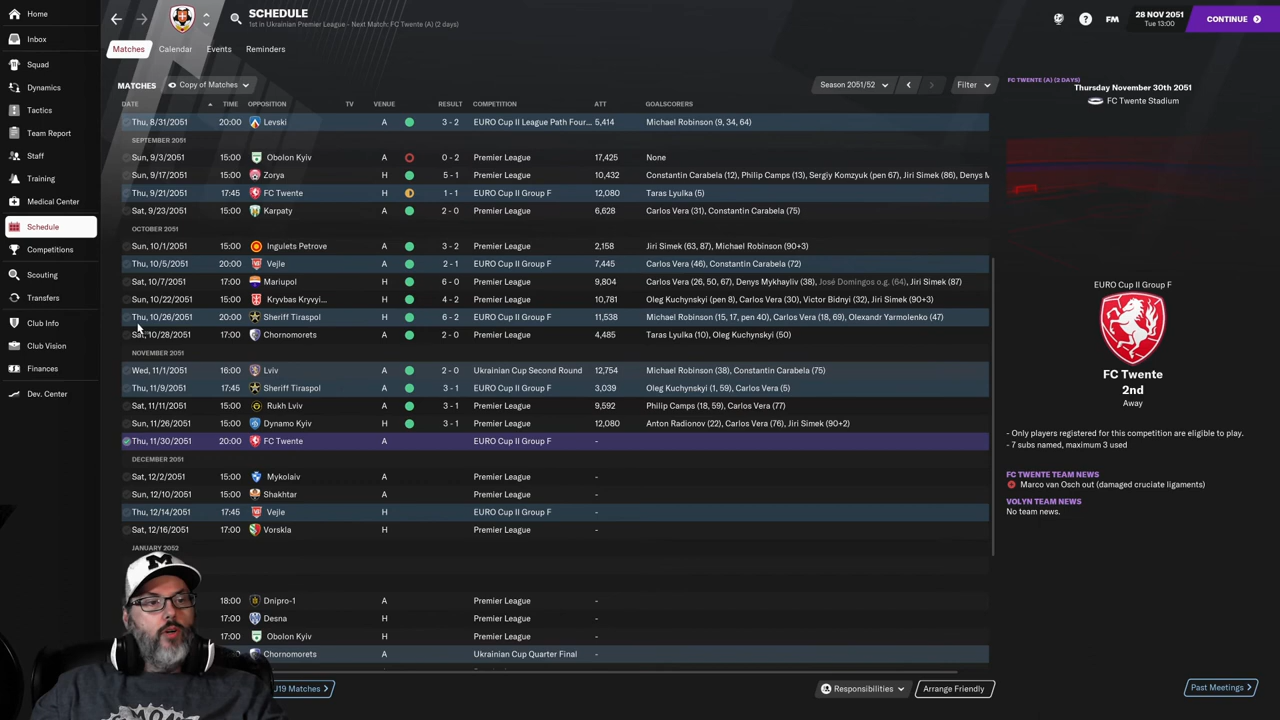 Home
SCHEDULE
1st in Ukrainian Premier League - Next Match: FC Twente (A) (2 days)
FM
28 NOV 2051
Tue 13:00
CONTINUE
Inbox
Squad
Dynamics
Tactics
Team Report
Staff
Training
Medical Center
Schedule
Competitions
Scouting
Transfers
Club Info
Club Vision
Finances
Dev. Center
Matches Calendar Events Reminders
MATCHES Copy of Matches Season 2051/52 Filter
DATE TIME OPPOSITION TV VENUE RESULT COMPETITION ATT GOALSCORERS
Thu, 8/31/2051 20:00 Levski A 3 - 2 EURO Cup II League Path Four... 5,414 Michael Robinson (9, 34, 64)
SEPTEMBER 2051
Sun, 9/3/2051 15:00 Obolon Kyiv A 0 - 2 Premier League 17,425 None
Sun, 9/17/2051 15:00 Zorya H 5 - 1 Premier League 10,432 Constantin Carabela (12), Philip Camps (13), Sergiy Komzyuk (pen 67), Jiri Simek (86), Denys M
Thu, 9/21/2051 17:45 FC Twente H 1 - 1 EURO Cup II Group F 12,080 Taras Lyulka (5)
Sat, 9/23/2051 15:00 Karpaty A 2 - 0 Premier League 6,628 Carlos Vera (31), Constantin Carabela (75)
OCTOBER 2051
Sun, 10/1/2051 15:00 Ingulets Petrove A 3 - 2 Premier League 2,158 Jiri Simek (63, 87), Michael Robinson (90+3)
Thu, 10/5/2051 20:00 Vejle A 2 - 1 EURO Cup II Group F 7,445 Carlos Vera (46), Constantin Carabela (72)
Sat, 10/7/2051 17:00 Mariupol H 6 - 0 Premier League 9,804 Carlos Vera (26, 50, 67), Denys Mykhayliv (38), José Domingos o.g. (64), Jiri Simek (87)
Sun, 10/22/2051 15:00 Kryvbas Kryvyi... H 4 - 2 Premier League 10,781 Oleg Kuchynskyi (pen 8), Carlos Vera (30), Victor Bidnyi (32), Jiri Simek (90+3)
Thu, 10/26/2051 20:00 Sheriff Tiraspol H 6 - 2 EURO Cup II Group F 11,538 Michael Robinson (15, 17, pen 40), Carlos Vera (18, 69), Olexandr Yarmolenko (47)
Sat, 10/28/2051 17:00 Chornomorets A 2 - 0 Premier League 4,485 Taras Lyulka (10), Oleg Kuchynskyi (50)
NOVEMBER 2051
Wed, 11/1/2051 16:00 Lviv A 2 - 0 Ukrainian Cup Second Round 12,754 Michael Robinson (38), Constantin Carabela (75)
Thu, 11/9/2051 17:45 Sheriff Tiraspol A 3 - 1 EURO Cup II Group F 3,039 Oleg Kuchynskyi (1, 59), Carlos Vera (5)
Sat, 11/11/2051 15:00 Rukh Lviv A 3 - 1 Premier League 9,592 Philip Camps (18, 59), Carlos Vera (77)
Sun, 11/26/2051 15:00 Dynamo Kyiv H 3 - 1 Premier League 12,080 Anton Radionov (22), Carlos Vera (76), Jiri Simek (90+2)
Thu, 11/30/2051 20:00 FC Twente A EURO Cup II Group F -
DECEMBER 2051
Sat, 12/2/2051 15:00 Mykolaiv A Premier League -
Sun, 12/10/2051 15:00 Shakhtar A Premier League -
Thu, 12/14/2051 17:45 Vejle H EURO Cup II Group F -
Sat, 12/16/2051 17:00 Vorskla H Premier League -
JANUARY 2052
18:00 Dnipro-1 A Premier League -
17:00 Desna H Premier League -
17:00 Obolon Kyiv H Premier League -
Chornomorets A Ukrainian Cup Quarter Final -
U19 Matches Responsibilities Arrange Friendly
FC TWENTE (A) (2 DAYS)
Thursday November 30th 2051
FC Twente Stadium
EURO Cup II Group F
FC Twente
2nd
Away
- Only players registered for this competition are eligible to play.
- 7 subs named, maximum 3 used
FC TWENTE TEAM NEWS
Marco van Osch out (damaged cruciate ligaments)
VOLYN TEAM NEWS
No team news.
Past Meetings